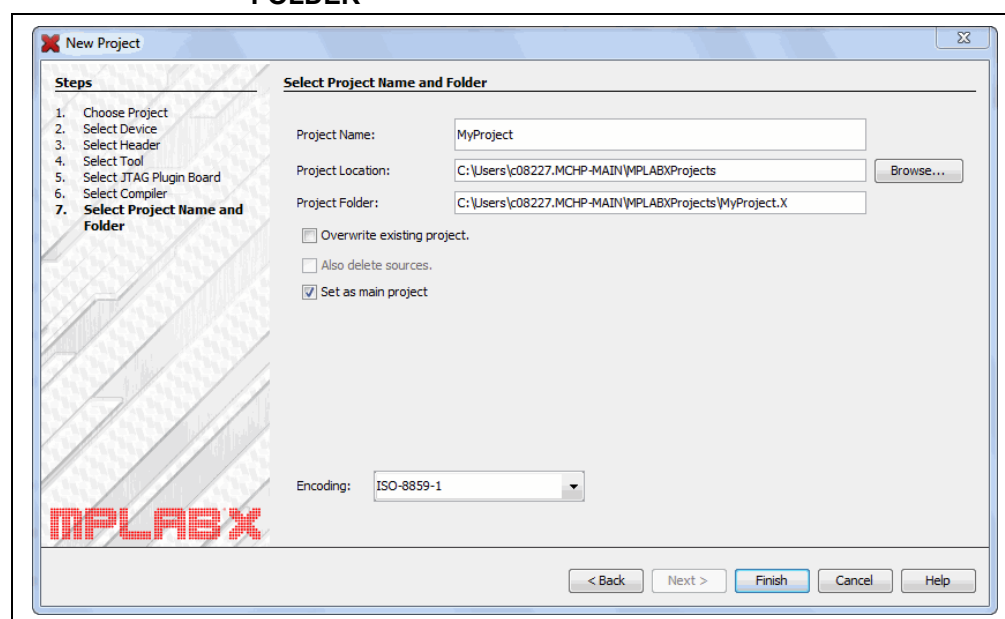 FOLDER
New Project
Steps
1. Choose Project
2. Select Device
3. Select Header
4. Select Tool
5. Select JTAG Plugin Board
6. Select Compiler
7. Select Project Name and
Folder
Select Project Name and Folder
Project Name: MyProject
Project Location: C:\Users\c08227.MCHP-MAIN\MPLABXProjects Browse...
Project Folder: C:\Users\c08227.MCHP-MAIN\MPLABXProjects\MyProject.X
Overwrite existing project.
Also delete sources.
Set as main project
Encoding: ISO-8859-1
MPLAB X
< Back Next > Finish Cancel Help